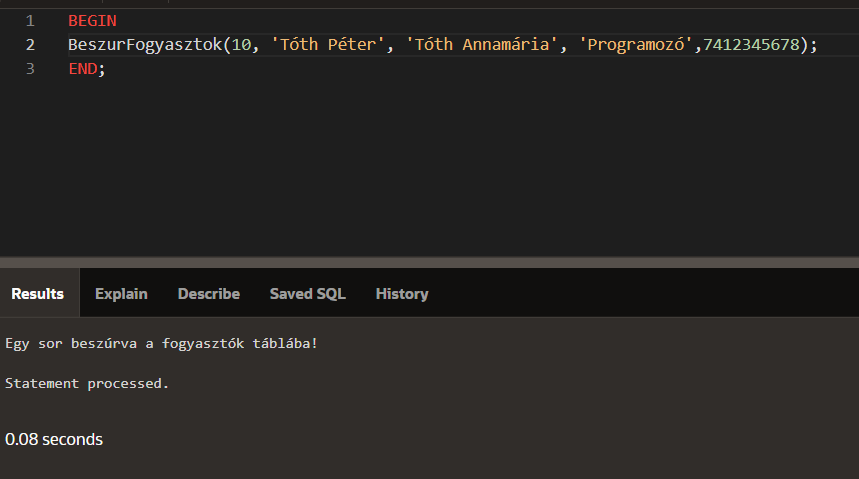 1 BEGIN
2 BeszurFogyasztok(10, 'Tóth Péter', 'Tóth Annamária', 'Programozó',7412345678);
3 END;
Results Explain Describe Saved SQL History
Egy sor beszúrva a fogyasztók táblába!
Statement processed.
0.08 seconds